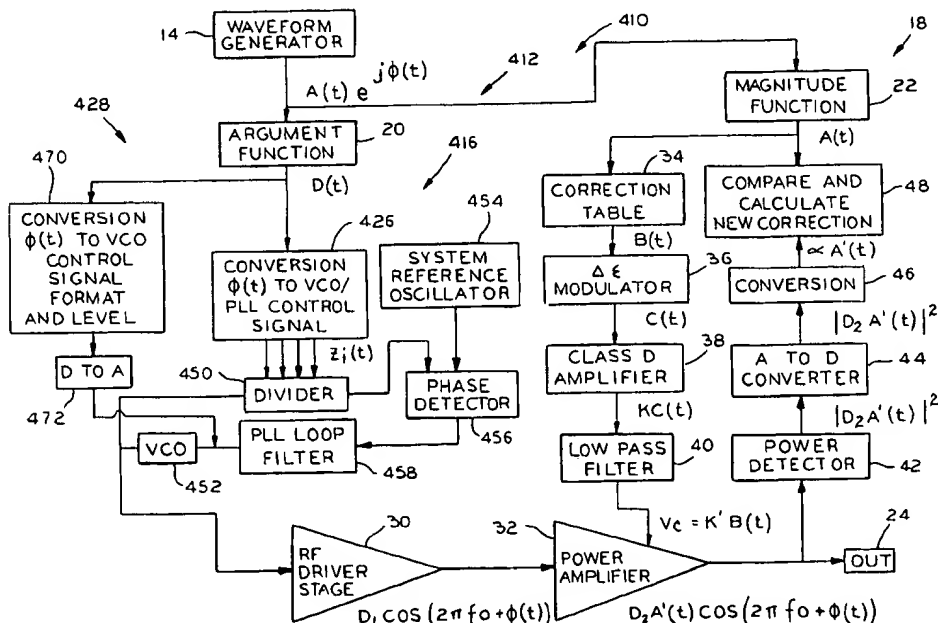 14
WAVEFORM
GENERATOR
410
18
412
A(t) e jϕ(t)
MAGNITUDE
FUNCTION
22
428
ARGUMENT
FUNCTION
20
A(t)
470
D(t)
416
34
CORRECTION
TABLE
COMPARE AND
CALCULATE
NEW CORRECTION
48
CONVERSION
ϕ(t) TO VCO
CONTROL
SIGNAL
FORMAT
AND LEVEL
426
CONVERSION
ϕ(t) TO VCO/
PLL CONTROL
SIGNAL
454
SYSTEM
REFERENCE
OSCILLATOR
B(t)
∝ A'(t)
Δ ε
MODULATOR
36
CONVERSION
46
C(t)
|D₂ A'(t)|²
Zi(t)
CLASS D
AMPLIFIER
38
A TO D
CONVERTER
44
D TO A
472
450
DIVIDER
PHASE
DETECTOR
456
KC(t)
|D₂A'(t)|²
VCO
452
PLL LOOP
FILTER
458
LOW PASS
FILTER
40
POWER
DETECTOR
42
30
32
Vc = K' B(t)
24
RF
DRIVER
STAGE
POWER
AMPLIFIER
OUT
D₁ COS (2π fo + ϕ(t))
D₂A'(t) COS (2π fo + ϕ(t))